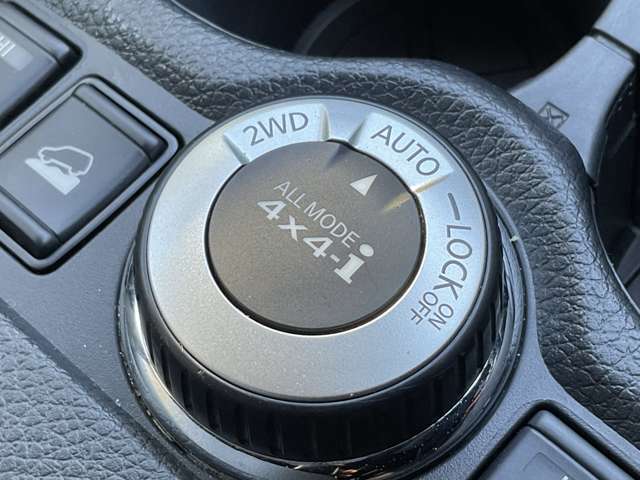 2WD
AUTO
LOCK ON
OFF
ALL MODE
4x4-i